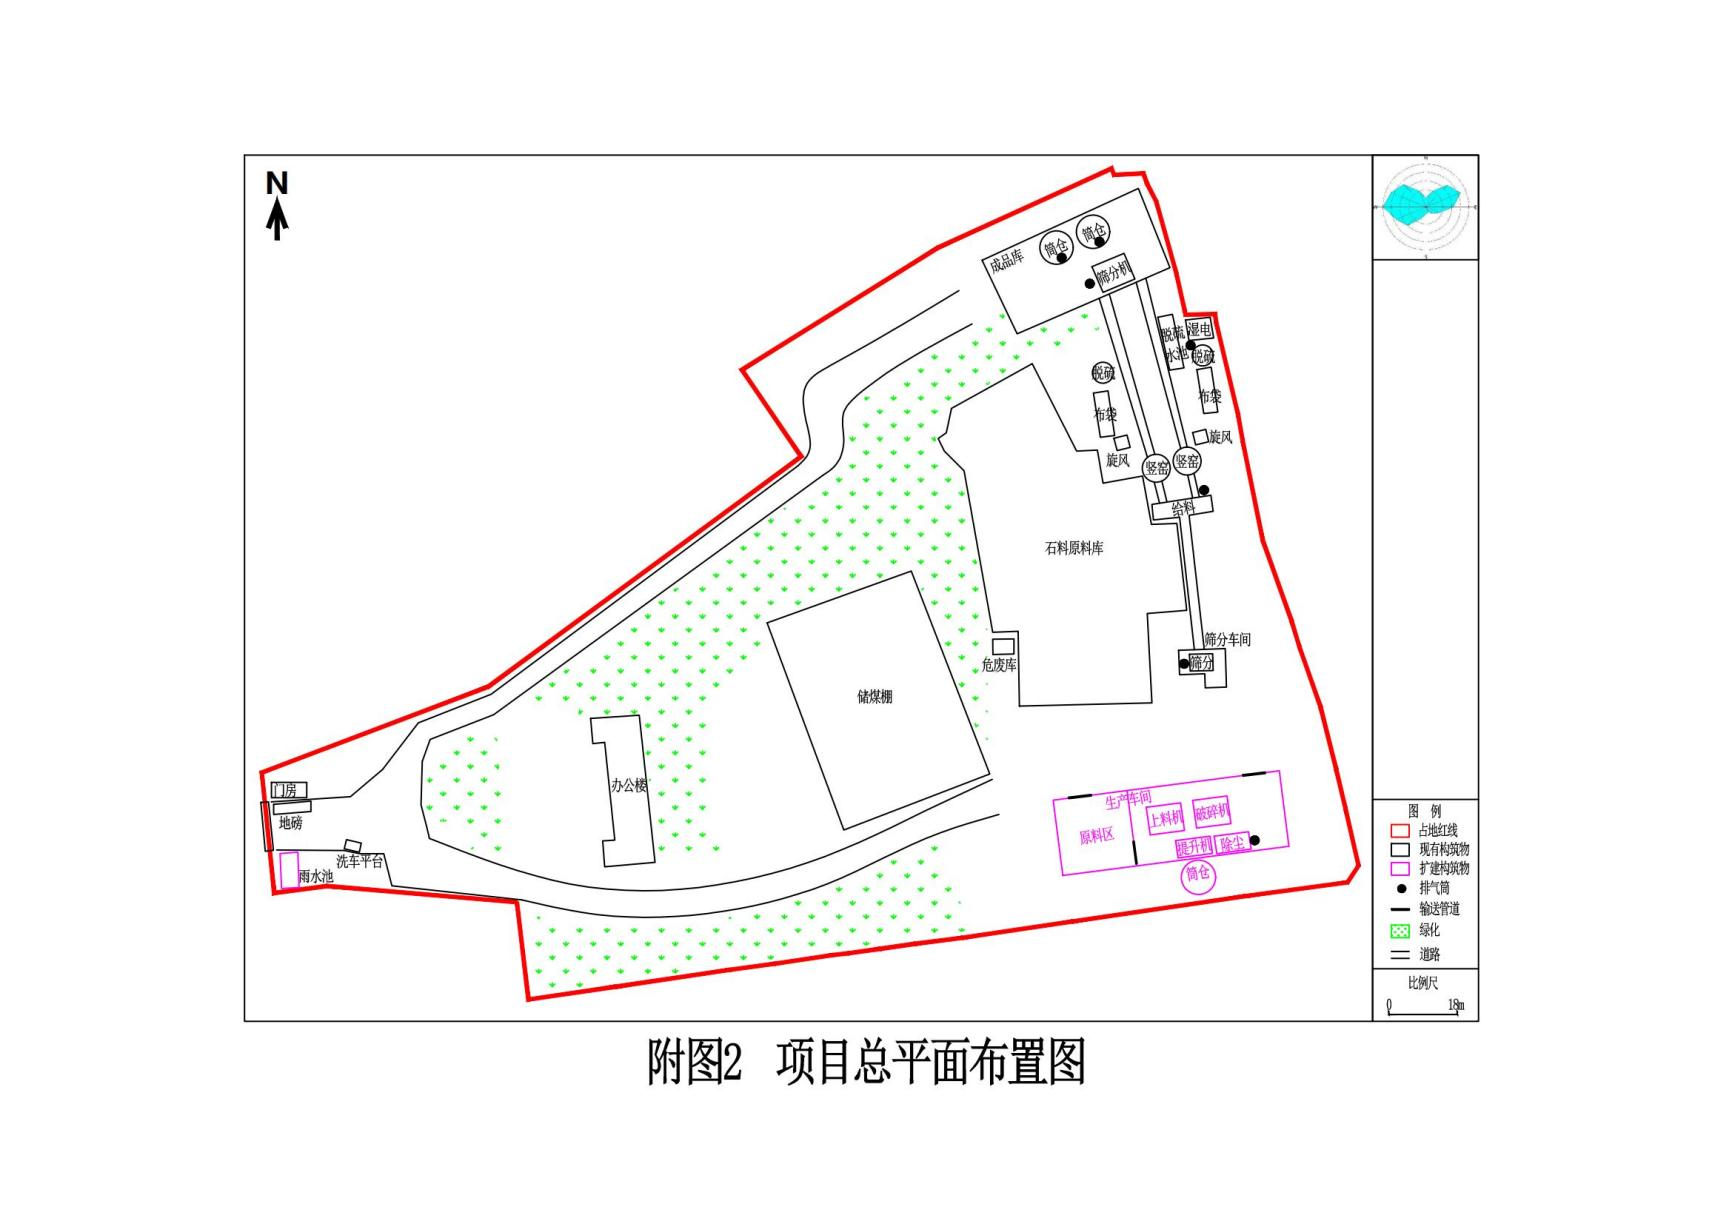 N
N
W
E
S
筒仓
筒仓
成品库
筛分机
脱硫
水池
湿电
脱硫
脱硫
布袋
布袋
旋风
旋风
竖窑
竖窑
给料
石料原料库
筛分车间
筛分
危废库
储煤棚
办公楼
门房
地磅
洗车平台
雨水池
生产车间
原料区
上料机
破碎机
提升机
除尘
筒仓
图 例
占地红线
现有构筑物
扩建构筑物
排气筒
输送管道
绿化
道路
比例尺
0 18m
附图2 项目总平面布置图